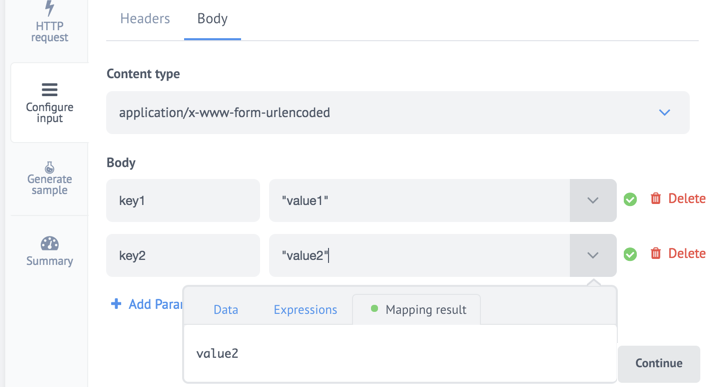 HTTP
request
Configure
input
Generate
sample
Summary
Headers Body
Content type
application/x-www-form-urlencoded
Body
key1 "value1" Delete
key2 "value2" Delete
+ Add Para
Data Expressions Mapping result
value2
Continue